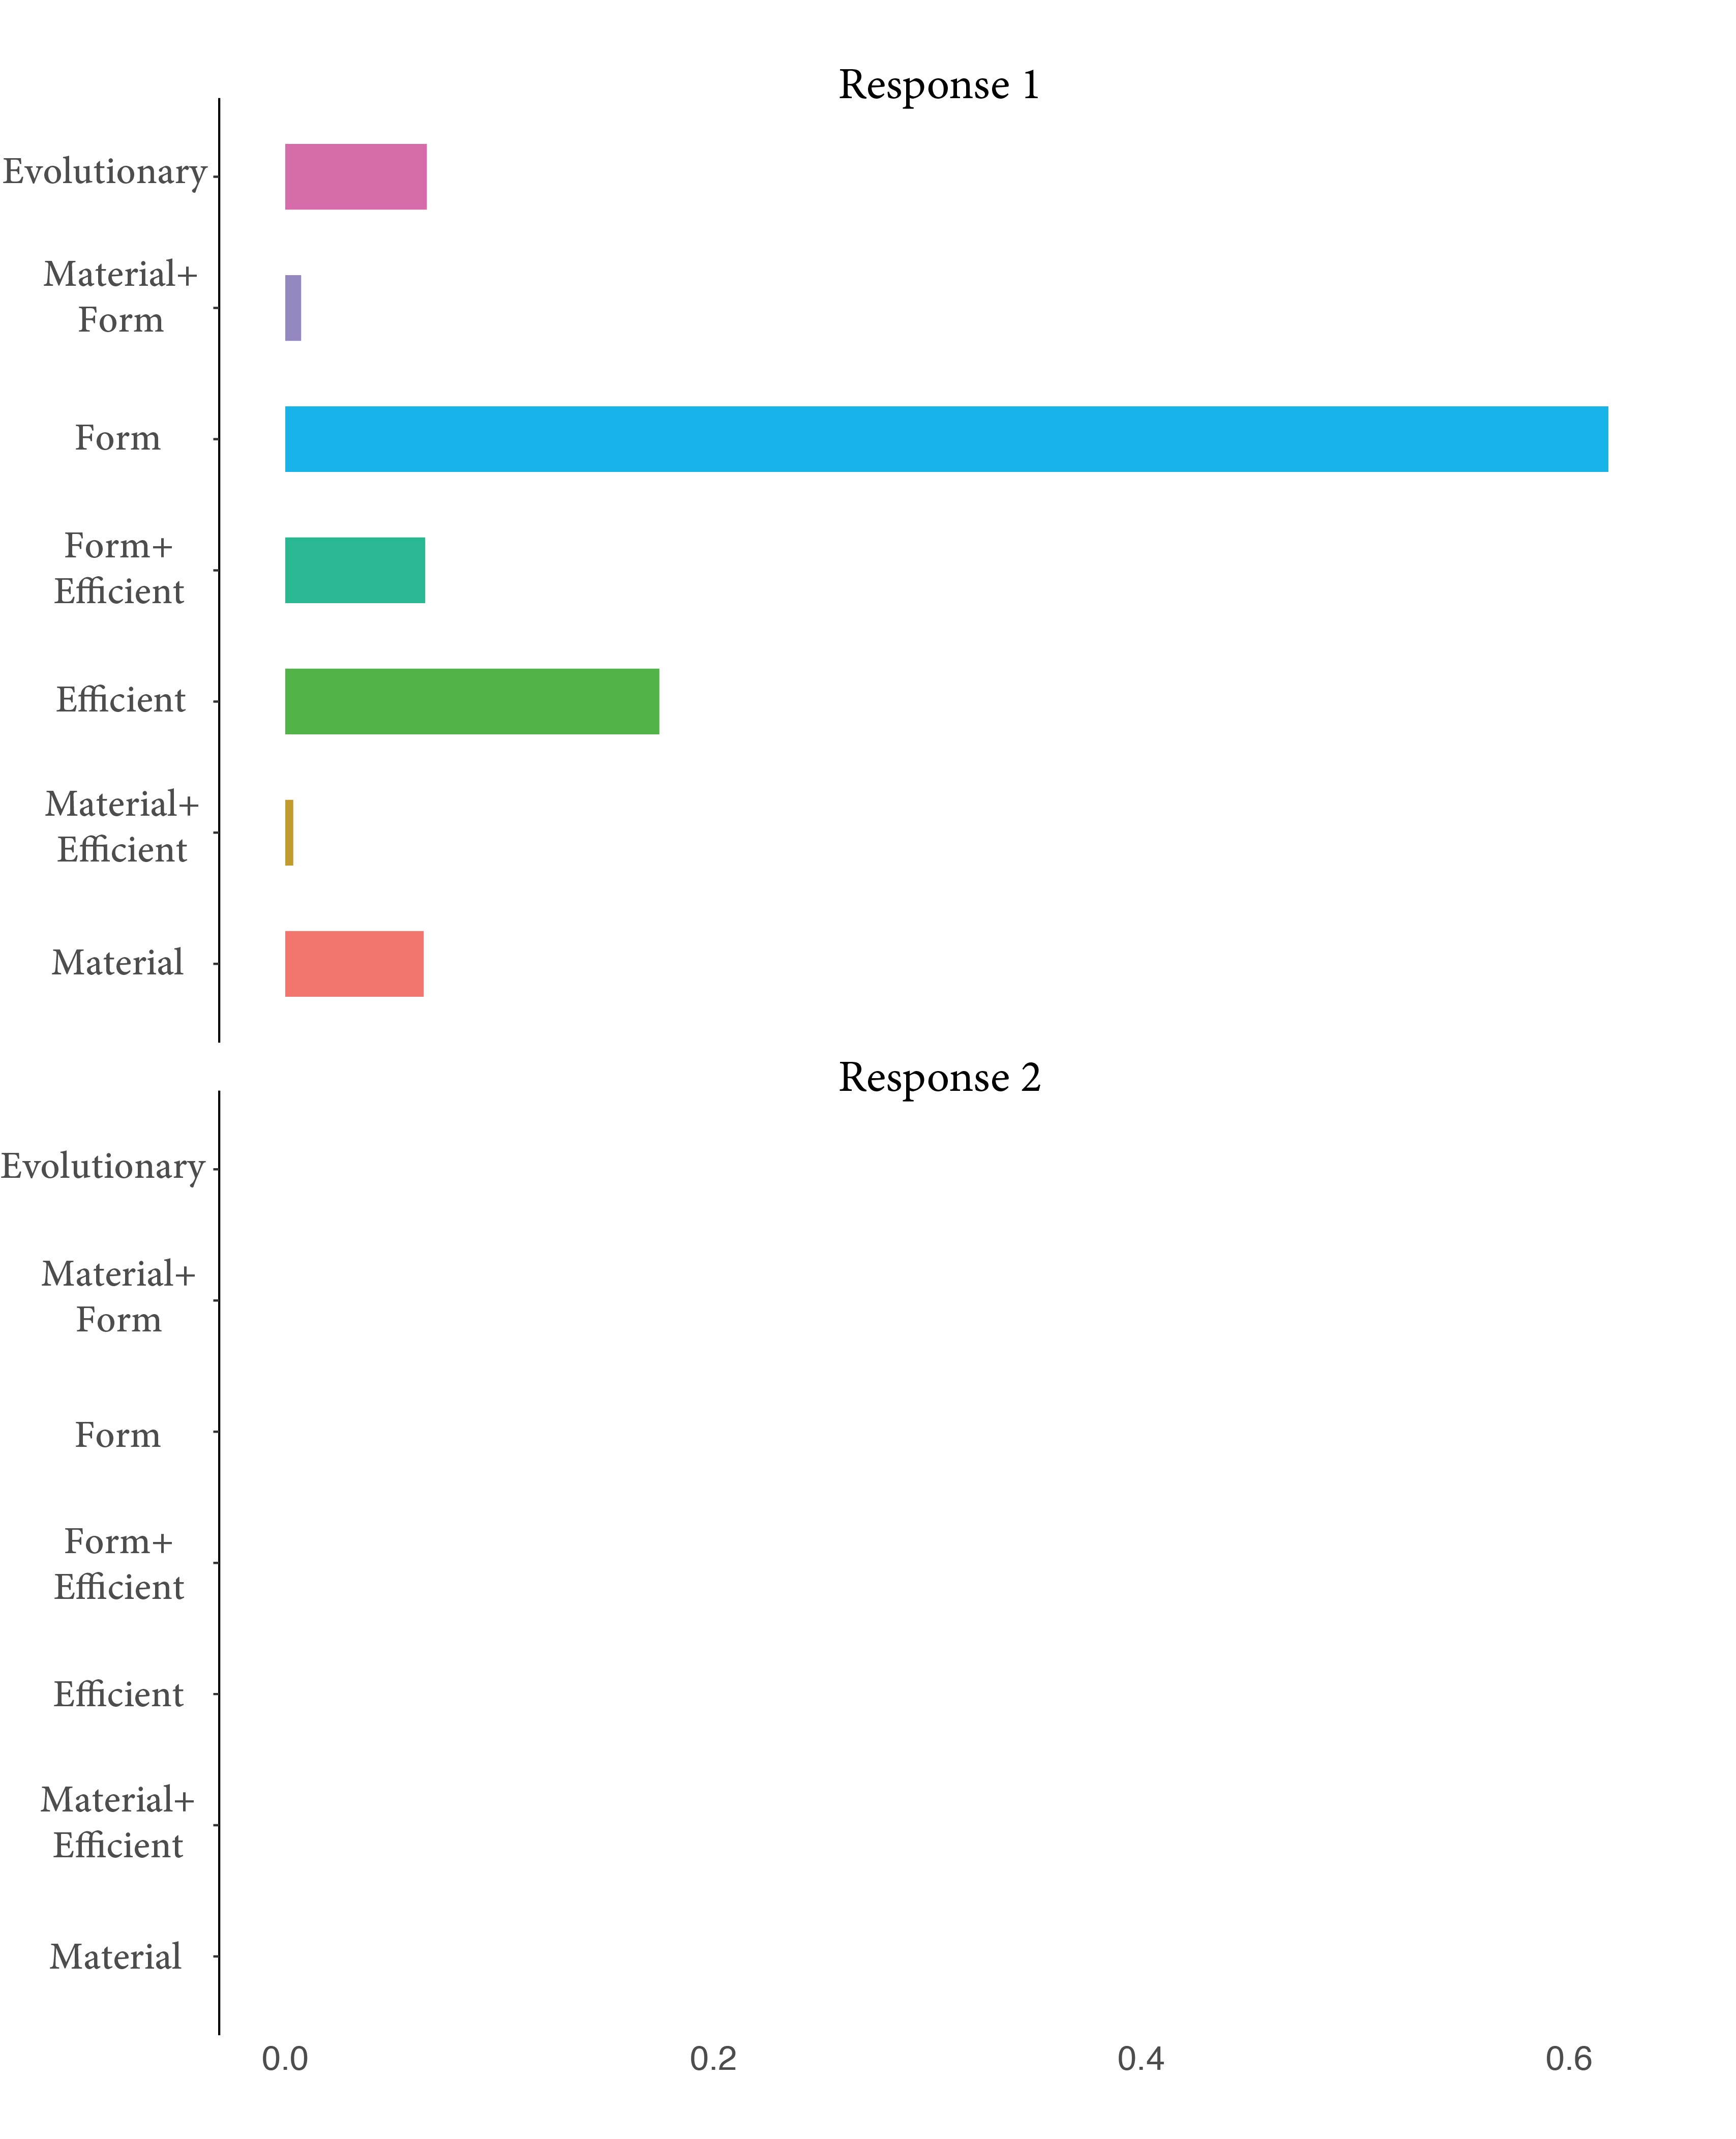 Response 1
Evolutionary
Material+
Form
Form
Form+
Efficient
Efficient
Material+
Efficient
Material
Response 2
Evolutionary
Material+
Form
Form
Form+
Efficient
Efficient
Material+
Efficient
Material
0.0 0.2 0.4 0.6